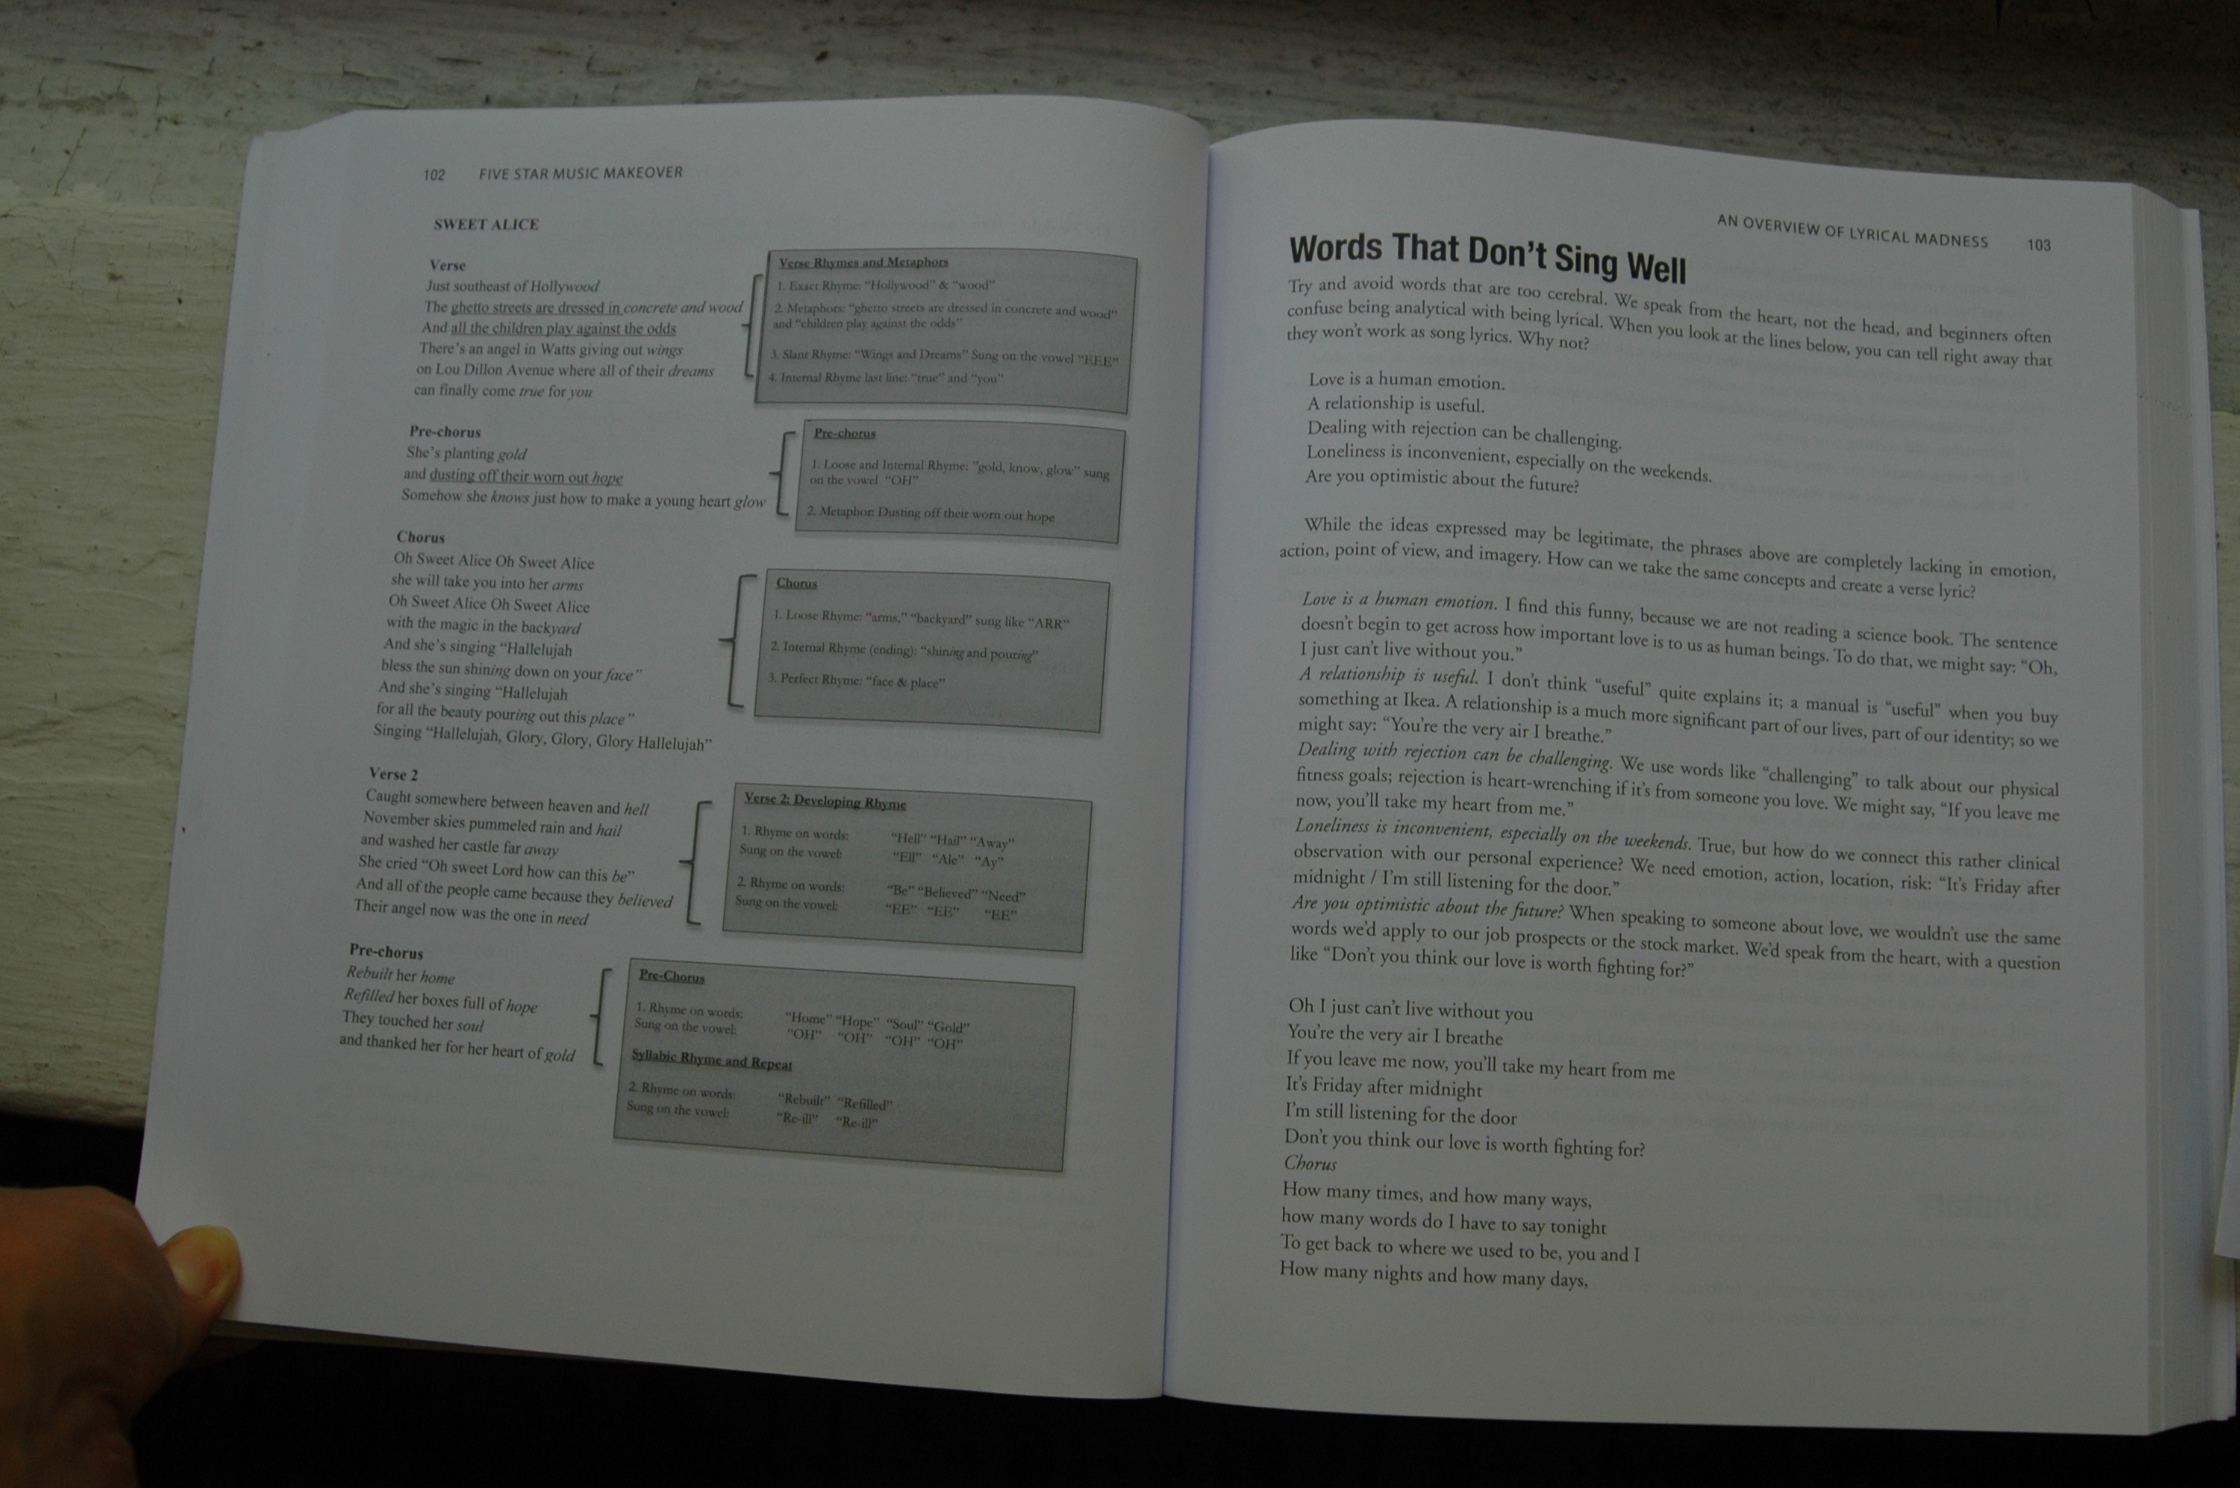 102 FIVE STAR MUSIC MAKEOVER
SWEET ALICE
Verse
Just southeast of Hollywood
The ghetto streets are dressed in concrete and wood
And all the children play against the odds
There's an angel in Watts giving out wings
on Lou Dillon Avenue where all of their dreams
can finally come true for you
Verse Rhymes and Metaphors
1. Exact Rhyme: "Hollywood" & "wood"
2. Metaphors: "ghetto streets are dressed in concrete and wood"
and "children play against the odds"
3. Slant Rhyme: "Wings and Dreams" Sung on the vowel "EEE"
4. Internal Rhyme last line: "true" and "you"
Pre-chorus
She's planting gold
and dusting off their worn out hope
Somehow she knows just how to make a young heart glow
Pre-chorus
1. Loose and Internal Rhyme: "gold, know, glow" sung
on the vowel "OH"
2. Metaphor: Dusting off their worn out hope
Chorus
Oh Sweet Alice Oh Sweet Alice
she will take you into her arms
Oh Sweet Alice Oh Sweet Alice
with the magic in the backyard
And she's singing "Hallelujah
bless the sun shining down on your face"
And she's singing "Hallelujah
for all the beauty pouring out this place"
Singing "Hallelujah, Glory, Glory, Glory Hallelujah"
Chorus
1. Loose Rhyme: "arms," "backyard" sung like "ARR"
2. Internal Rhyme (ending): "shining and pouring"
3. Perfect Rhyme: "face & place"
Verse 2
Caught somewhere between heaven and hell
November skies pummeled rain and hail
and washed her castle far away
She cried "Oh sweet Lord how can this be"
And all of the people came because they believed
Their angel now was the one in need
Verse 2: Developing Rhyme
1. Rhyme on words: "Hell" "Hail" "Away"
Sung on the vowel: "Ell" "Ale" "Ay"
2. Rhyme on words: "Be" "Believed" "Need"
Sung on the vowel: "EE" "EE" "EE"
Pre-chorus
Rebuilt her home
Refilled her boxes full of hope
They touched her soul
and thanked her for her heart of gold
Pre-Chorus
1. Rhyme on words: "Home" "Hope" "Soul" "Gold"
Sung on the vowel: "OH" "OH" "OH" "OH"
Syllabic Rhyme and Repeat
2. Rhyme on words: "Rebuilt" "Refilled"
Sung on the vowel: "Re-ill" "Re-ill"
AN OVERVIEW OF LYRICAL MADNESS 103
Words That Don't Sing Well
Try and avoid words that are too cerebral. We speak from the heart, not the head, and beginners often
confuse being analytical with being lyrical. When you look at the lines below, you can tell right away that
they won't work as song lyrics. Why not?
Love is a human emotion.
A relationship is useful.
Dealing with rejection can be challenging.
Loneliness is inconvenient, especially on the weekends.
Are you optimistic about the future?
While the ideas expressed may be legitimate, the phrases above are completely lacking in emotion,
action, point of view, and imagery. How can we take the same concepts and create a verse lyric?
Love is a human emotion. I find this funny, because we are not reading a science book. The sentence
doesn't begin to get across how important love is to us as human beings. To do that, we might say: "Oh,
I just can't live without you."
A relationship is useful. I don't think "useful" quite explains it; a manual is "useful" when you buy
something at Ikea. A relationship is a much more significant part of our lives, part of our identity; so we
might say: "You're the very air I breathe."
Dealing with rejection can be challenging. We use words like "challenging" to talk about our physical
fitness goals; rejection is heart-wrenching if it's from someone you love. We might say, "If you leave me
now, you'll take my heart from me."
Loneliness is inconvenient, especially on the weekends. True, but how do we connect this rather clinical
observation with our personal experience? We need emotion, action, location, risk: "It's Friday after
midnight / I'm still listening for the door."
Are you optimistic about the future? When speaking to someone about love, we wouldn't use the same
words we'd apply to our job prospects or the stock market. We'd speak from the heart, with a question
like "Don't you think our love is worth fighting for?"
Oh I just can't live without you
You're the very air I breathe
If you leave me now, you'll take my heart from me
It's Friday after midnight
I'm still listening for the door
Don't you think our love is worth fighting for?
Chorus
How many times, and how many ways,
how many words do I have to say tonight
To get back to where we used to be, you and I
How many nights and how many days,